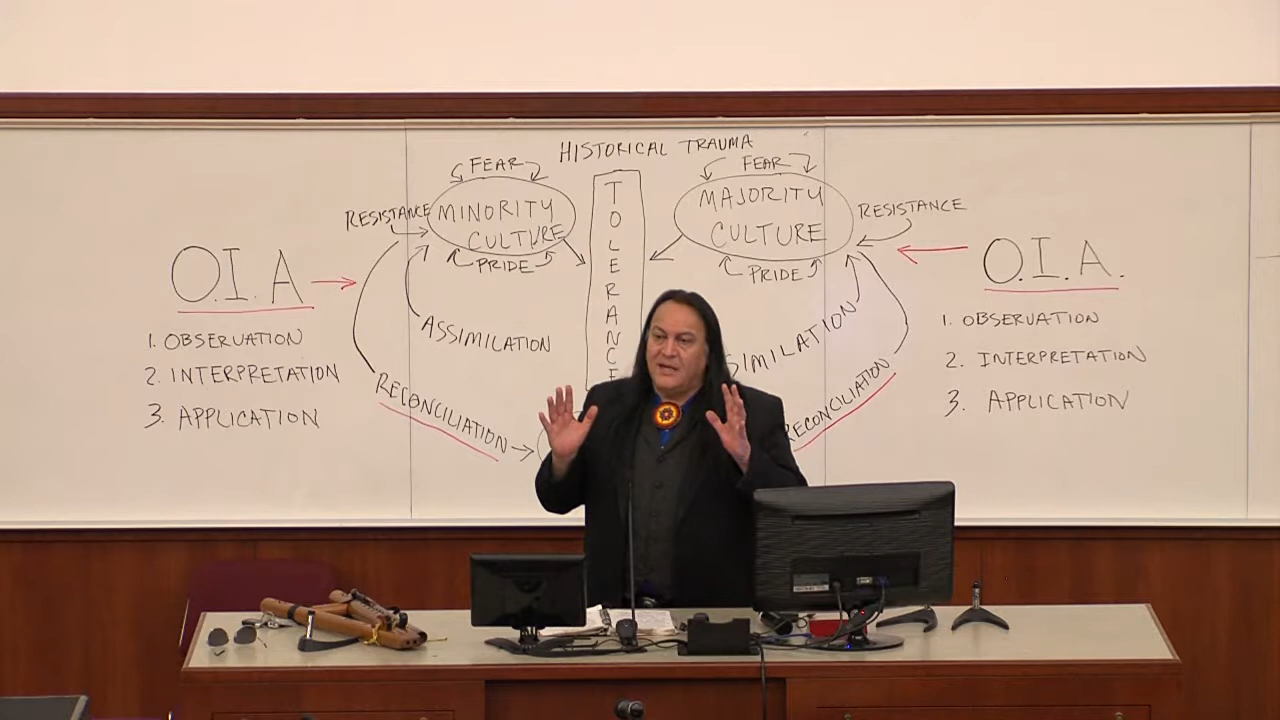 HISTORICAL TRAUMA
FEAR
RESISTANCE
MINORITY
CULTURE
PRIDE
TOLERANCE
FEAR
MAJORITY
CULTURE
PRIDE
RESISTANCE
O.I.A
1. OBSERVATION
2. INTERPRETATION
3. APPLICATION
ASSIMILATION
RECONCILIATION
SIMILATION
RECONCILIATION
O.I.A.
1. OBSERVATION
2. INTERPRETATION
3. APPLICATION